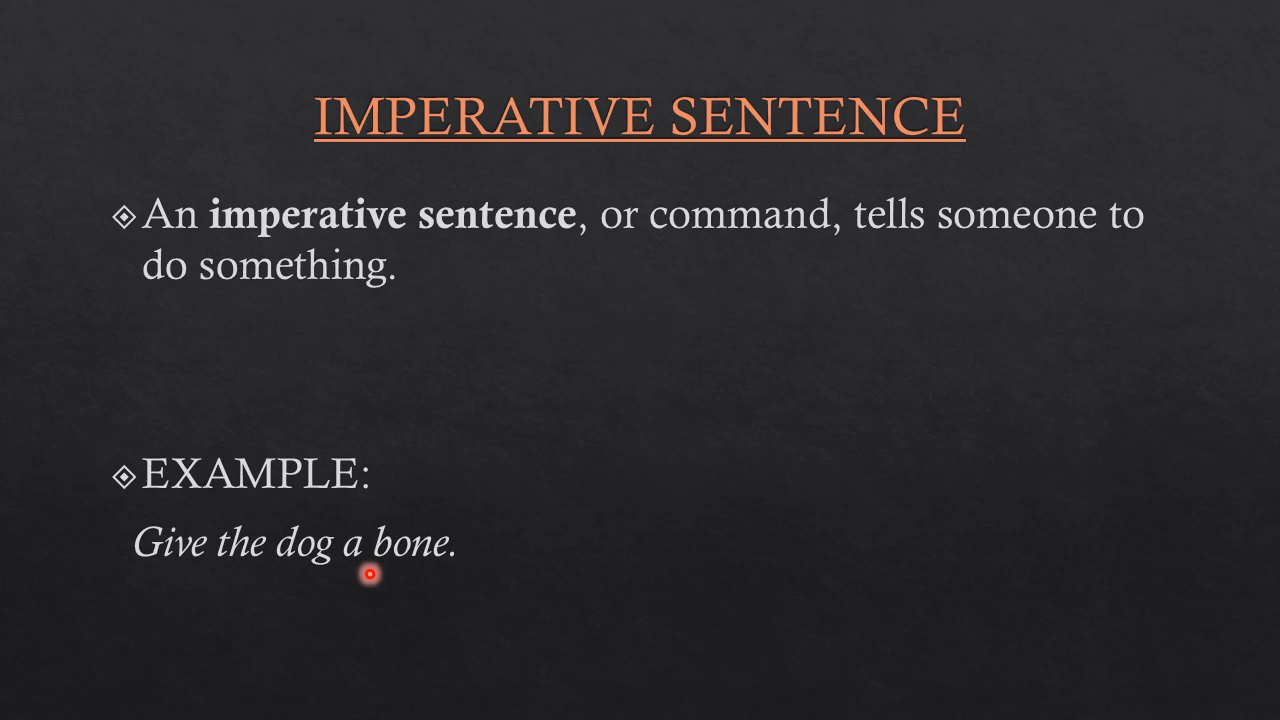 IMPERATIVE SENTENCE
An imperative sentence, or command, tells someone to
do something.
EXAMPLE:
Give the dog a bone.